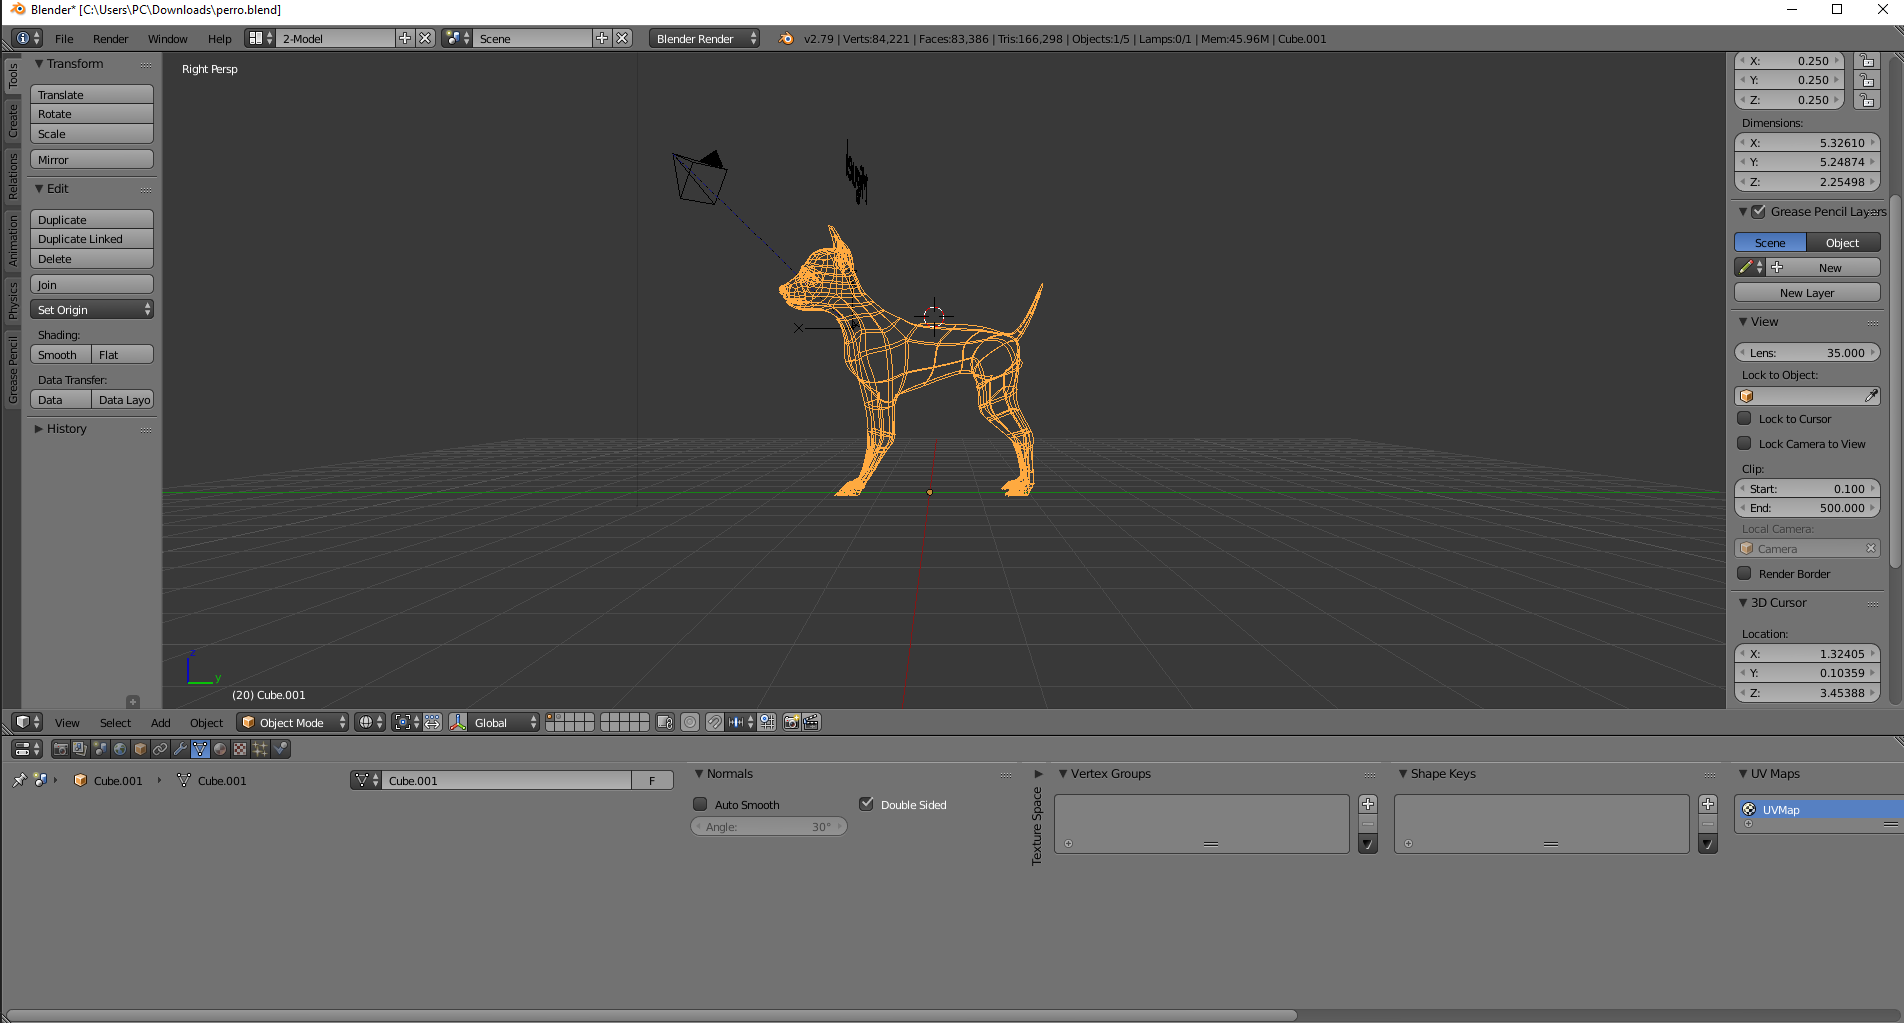 Blender* [C:\Users\PC\Downloads\perro.blend]
File Render Window Help 2-Model Scene Blender Render v2.79 | Verts:84,221 | Faces:83,386 | Tris:166,298 | Objects:1/5 | Lamps:0/1 | Mem:45.96M | Cube.001
Tools
Create
Relations
Animation
Physics
Grease Pencil
Transform
Translate
Rotate
Scale
Mirror
Edit
Duplicate
Duplicate Linked
Delete
Join
Set Origin
Shading:
Smooth Flat
Data Transfer:
Data Data Layo
History
Right Persp
z
y
(20) Cube.001
X: 0.250
Y: 0.250
Z: 0.250
Dimensions:
X: 5.32610
Y: 5.24874
Z: 2.25498
Grease Pencil Layers
Scene Object
New
New Layer
View
Lens: 35.000
Lock to Object:
Lock to Cursor
Lock Camera to View
Clip:
Start: 0.100
End: 500.000
Local Camera:
Camera
Render Border
3D Cursor
Location:
X: 1.32405
Y: 0.10359
Z: 3.45388
View Select Add Object Object Mode Global
Cube.001 Cube.001 Cube.001 F
Normals
Auto Smooth Double Sided
Angle: 30°
Texture Space
Vertex Groups
Shape Keys
UV Maps
UVMap